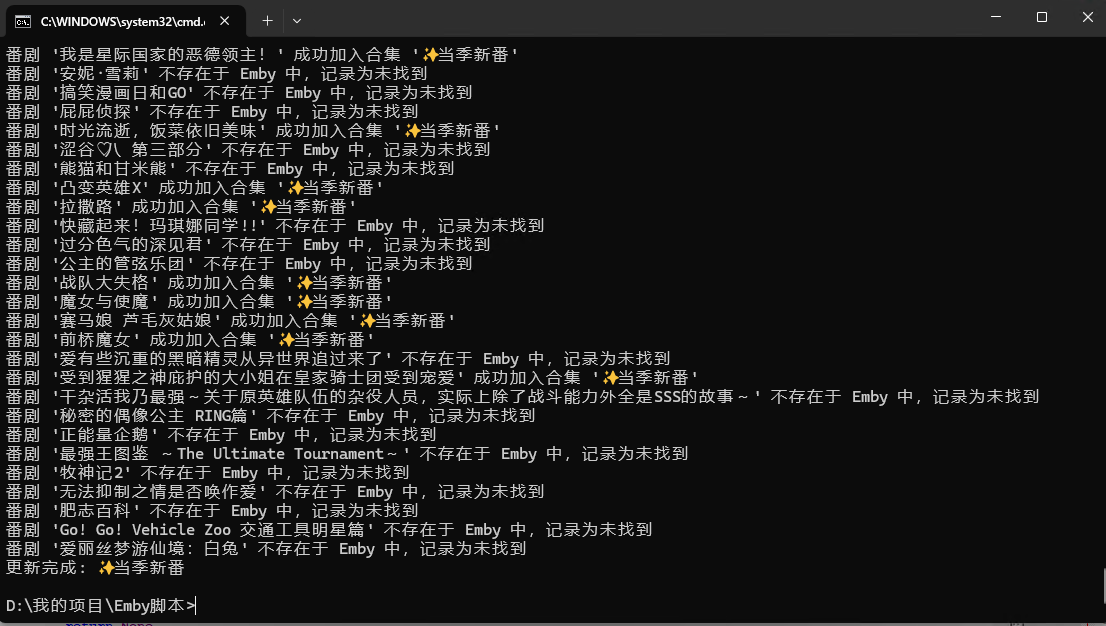 C:\WINDOWS\system32\cmd.
番剧 '我是星际国家的恶德领主！' 成功加入合集 '✨当季新番'
番剧 '安妮·雪莉' 不存在于 Emby 中，记录为未找到
番剧 '搞笑漫画日和GO' 不存在于 Emby 中，记录为未找到
番剧 '屁屁侦探' 不存在于 Emby 中，记录为未找到
番剧 '时光流逝，饭菜依旧美味' 成功加入合集 '✨当季新番'
番剧 '涩谷♡八 第三部分' 不存在于 Emby 中，记录为未找到
番剧 '熊猫和甘米熊' 不存在于 Emby 中，记录为未找到
番剧 '凸变英雄X' 成功加入合集 '✨当季新番'
番剧 '拉撒路' 成功加入合集 '✨当季新番'
番剧 '快藏起来！玛琪娜同学!!' 不存在于 Emby 中，记录为未找到
番剧 '过分色气的深见君' 不存在于 Emby 中，记录为未找到
番剧 '公主的管弦乐团' 不存在于 Emby 中，记录为未找到
番剧 '战队大失格' 成功加入合集 '✨当季新番'
番剧 '魔女与使魔' 成功加入合集 '✨当季新番'
番剧 '赛马娘 芦毛灰姑娘' 成功加入合集 '✨当季新番'
番剧 '前桥魔女' 成功加入合集 '✨当季新番'
番剧 '爱有些沉重的黑暗精灵从异世界追过来了' 不存在于 Emby 中，记录为未找到
番剧 '受到猩猩之神庇护的大小姐在皇家骑士团受到宠爱' 成功加入合集 '✨当季新番'
番剧 '干杂活我乃最强～关于原英雄队伍的杂役人员，实际上除了战斗能力外全是SSS的故事～' 不存在于 Emby 中，记录为未找到
番剧 '秘密的偶像公主 RING篇' 不存在于 Emby 中，记录为未找到
番剧 '正能量企鹅' 不存在于 Emby 中，记录为未找到
番剧 '最强王图鉴 ～The Ultimate Tournament～' 不存在于 Emby 中，记录为未找到
番剧 '牧神记2' 不存在于 Emby 中，记录为未找到
番剧 '无法抑制之情是否唤作爱' 不存在于 Emby 中，记录为未找到
番剧 '肥志百科' 不存在于 Emby 中，记录为未找到
番剧 'Go! Go! Vehicle Zoo 交通工具明星篇' 不存在于 Emby 中，记录为未找到
番剧 '爱丽丝梦游仙境：白兔' 不存在于 Emby 中，记录为未找到
更新完成: ✨当季新番
D:\我的项目\Emby脚本>
return None